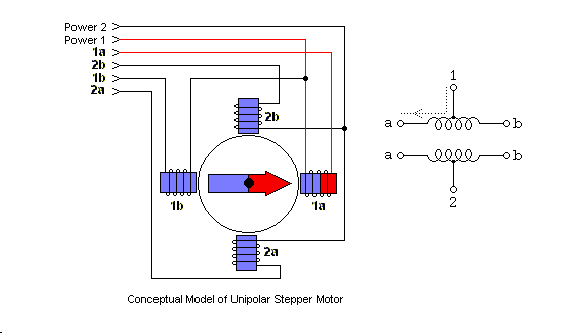 Power 2
Power 1
1a
2b
1b
2a
2b
1b
1a
2a
1
a b
a b
2
Conceptual Model of Unipolar Stepper Motor